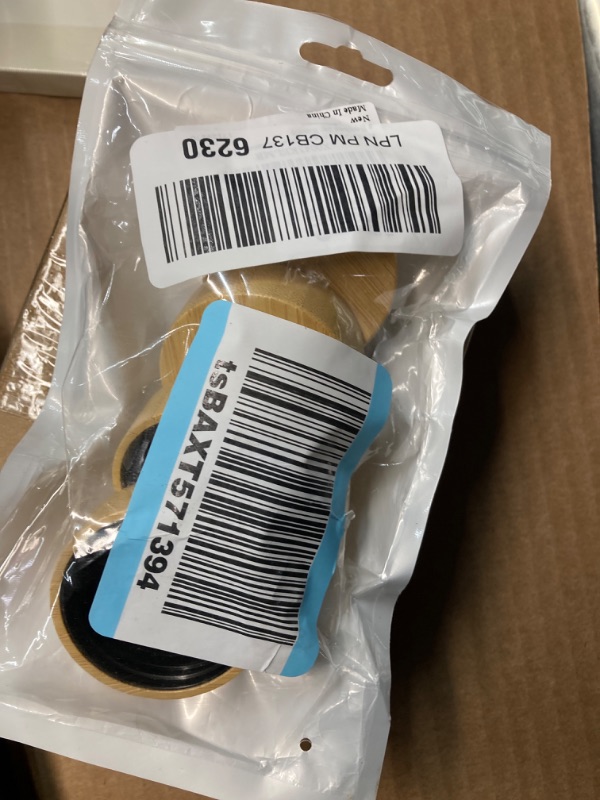 New
Made In China
LPN PM CB137 6230
tsBAXT571394